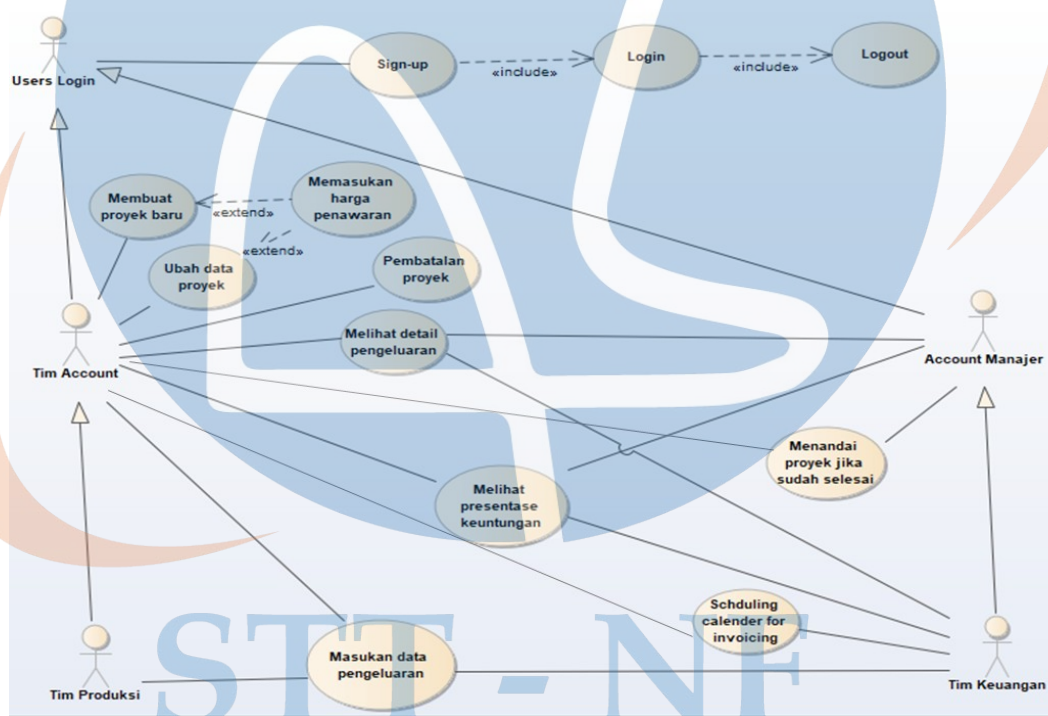 Users Login
Sign-up
«include»
Login
«include»
Logout
Membuat
proyek baru
«extend»
Memasukan
harga
penawaran
«extend»
Ubah data
proyek
Pembatalan
proyek
Melihat detail
pengeluaran
Tim Account
Account Manajer
Menandai
proyek jika
sudah selesai
Melihat
presentase
keuntungan
Schduling
calender for
invoicing
Masukan data
pengeluaran
Tim Produksi
Tim Keuangan
STT - NF